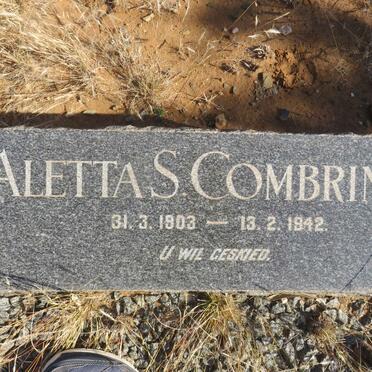 ALETTA S COMBRIN
31. 3. 1903 — 13. 2. 1942.
U WIL GESKIED.